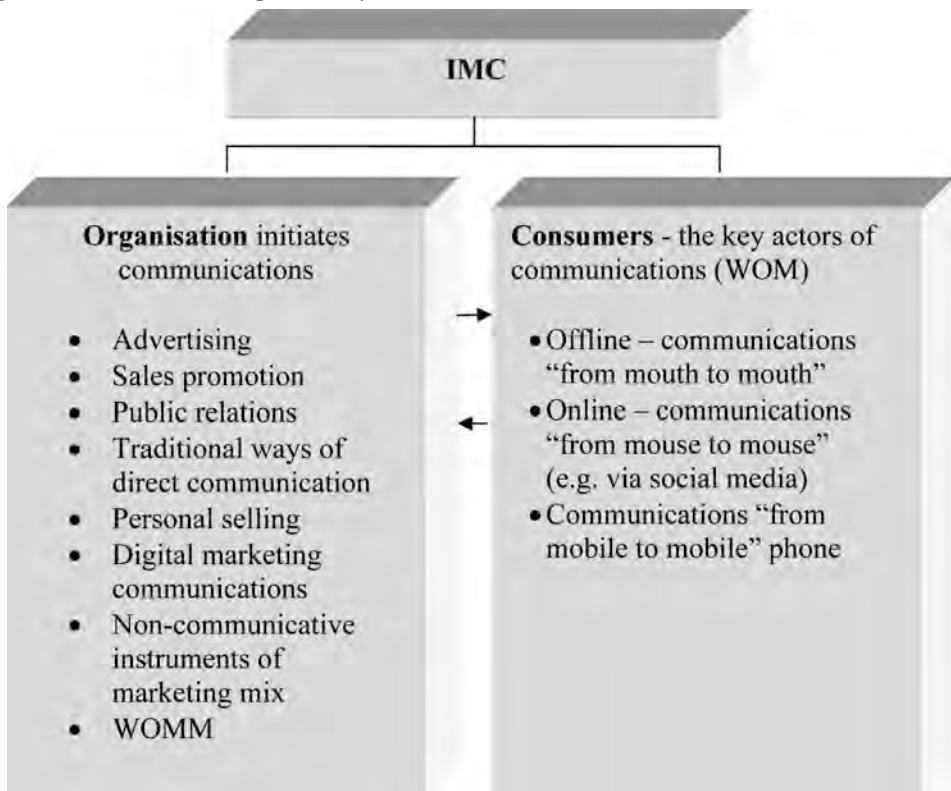 IMC
Organisation initiates
communications
• Advertising
• Sales promotion
• Public relations
• Traditional ways of
direct communication
• Personal selling
• Digital marketing
communications
• Non-communicative
instruments of
marketing mix
• WOMM
Consumers - the key actors of
communications (WOM)
• Offline – communications
“from mouth to mouth”
• Online – communications
“from mouse to mouse”
(e.g. via social media)
• Communications “from
mobile to mobile” phone